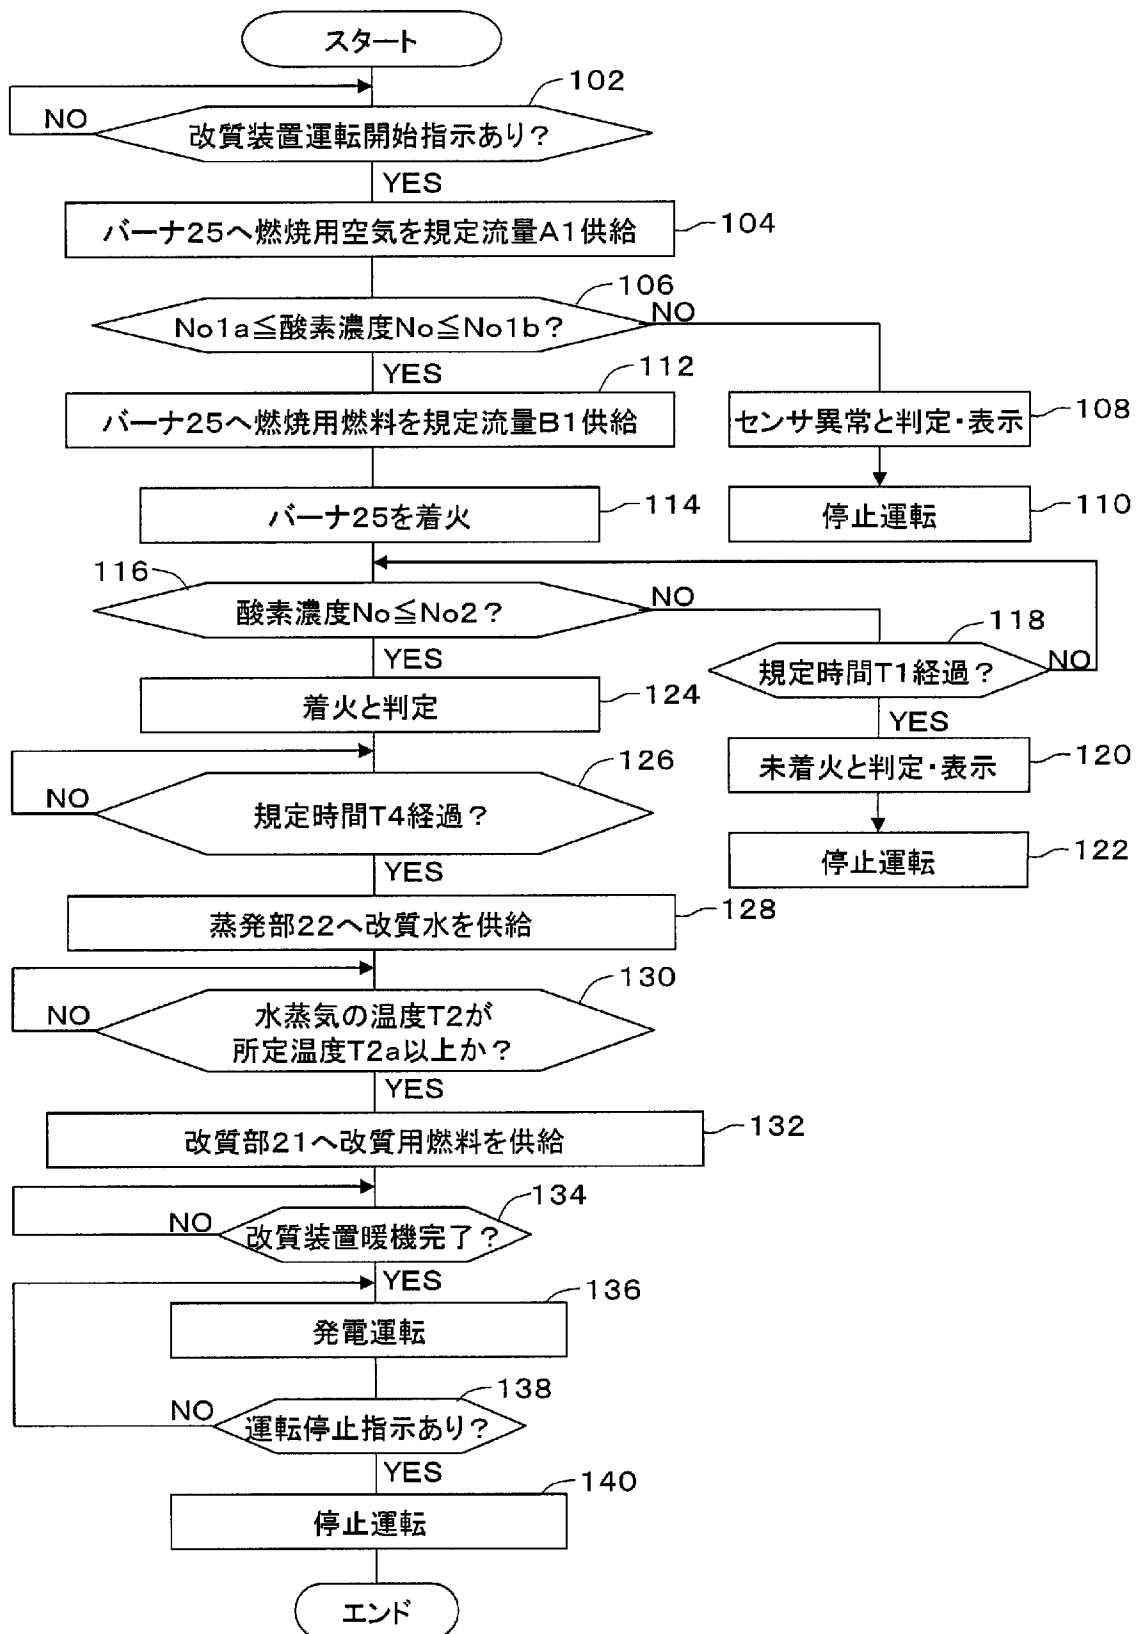 スタート
102
NO
改質装置運転開始指示あり?
YES
バーナ25へ燃焼用空気を規定流量A1供給
104
106
No1a≦酸素濃度No≦No1b?
NO
YES
112
バーナ25へ燃焼用燃料を規定流量B1供給
センサ異常と判定・表示
108
バーナ25を着火
114
停止運転
110
116
酸素濃度No≦No2?
NO
118
YES
規定時間T1経過?
NO
着火と判定
124
YES
未着火と判定・表示
120
126
NO
規定時間T4経過?
YES
停止運転
122
蒸発部22へ改質水を供給
128
130
NO
水蒸気の温度T2が
所定温度T2a以上か?
YES
改質部21へ改質用燃料を供給
132
134
NO
改質装置暖機完了?
YES
136
発電運転
138
NO
運転停止指示あり?
YES
140
停止運転
エンド